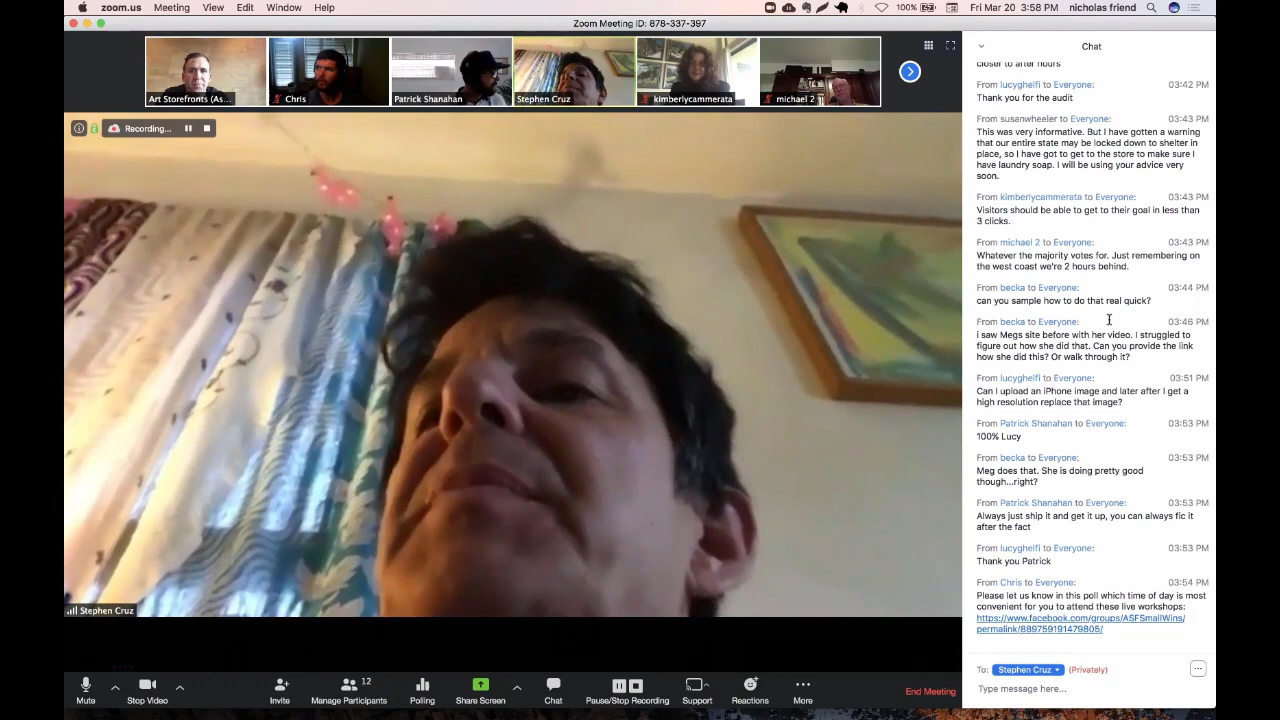 zoom.us Meeting View Edit Window Help
100% Fri Mar 20 3:58 PM nicholas friend
Zoom Meeting ID: 878-337-397
Art Storefronts (As...
Chris
Patrick Shanahan
Stephen Cruz
kimberlycammerata
michael 2
Recording...
Stephen Cruz
Chat
closer to after hours
From lucyghelfi to Everyone: 03:42 PM
Thank you for the audit
From susanwheeler to Everyone: 03:43 PM
This was very informative. But I have gotten a warning
that our entire state may be locked down to shelter in
place, so I have got to get to the store to make sure I
have laundry soap. I will be using your advice very
soon.
From kimberlycammerata to Everyone: 03:43 PM
Visitors should be able to get to their goal in less than
3 clicks.
From michael 2 to Everyone: 03:43 PM
Whatever the majority votes for. Just remembering on
the west coast we're 2 hours behind.
From becka to Everyone: 03:44 PM
can you sample how to do that real quick?
From becka to Everyone: 03:46 PM
i saw Megs site before with her video. I struggled to
figure out how she did that. Can you provide the link
how she did this? Or walk through it?
From lucyghelfi to Everyone: 03:51 PM
Can I upload an iPhone image and later after I get a
high resolution replace that image?
From Patrick Shanahan to Everyone: 03:53 PM
100% Lucy
From becka to Everyone: 03:53 PM
Meg does that. She is doing pretty good
though...right?
From Patrick Shanahan to Everyone: 03:53 PM
Always just ship it and get it up, you can always fic it
after the fact
From lucyghelfi to Everyone: 03:53 PM
Thank you Patrick
From Chris to Everyone: 03:54 PM
Please let us know in this poll which time of day is most
convenient for you to attend these live workshops:
https://www.facebook.com/groups/ASFSmallWins/
permalink/889759191479805/
To: Stephen Cruz (Privately)
Type message here...
Mute
Stop Video
Invite
12
Manage Participants
Polling
Share Screen
Chat
Pause/Stop Recording
Support
Reactions
More
End Meeting